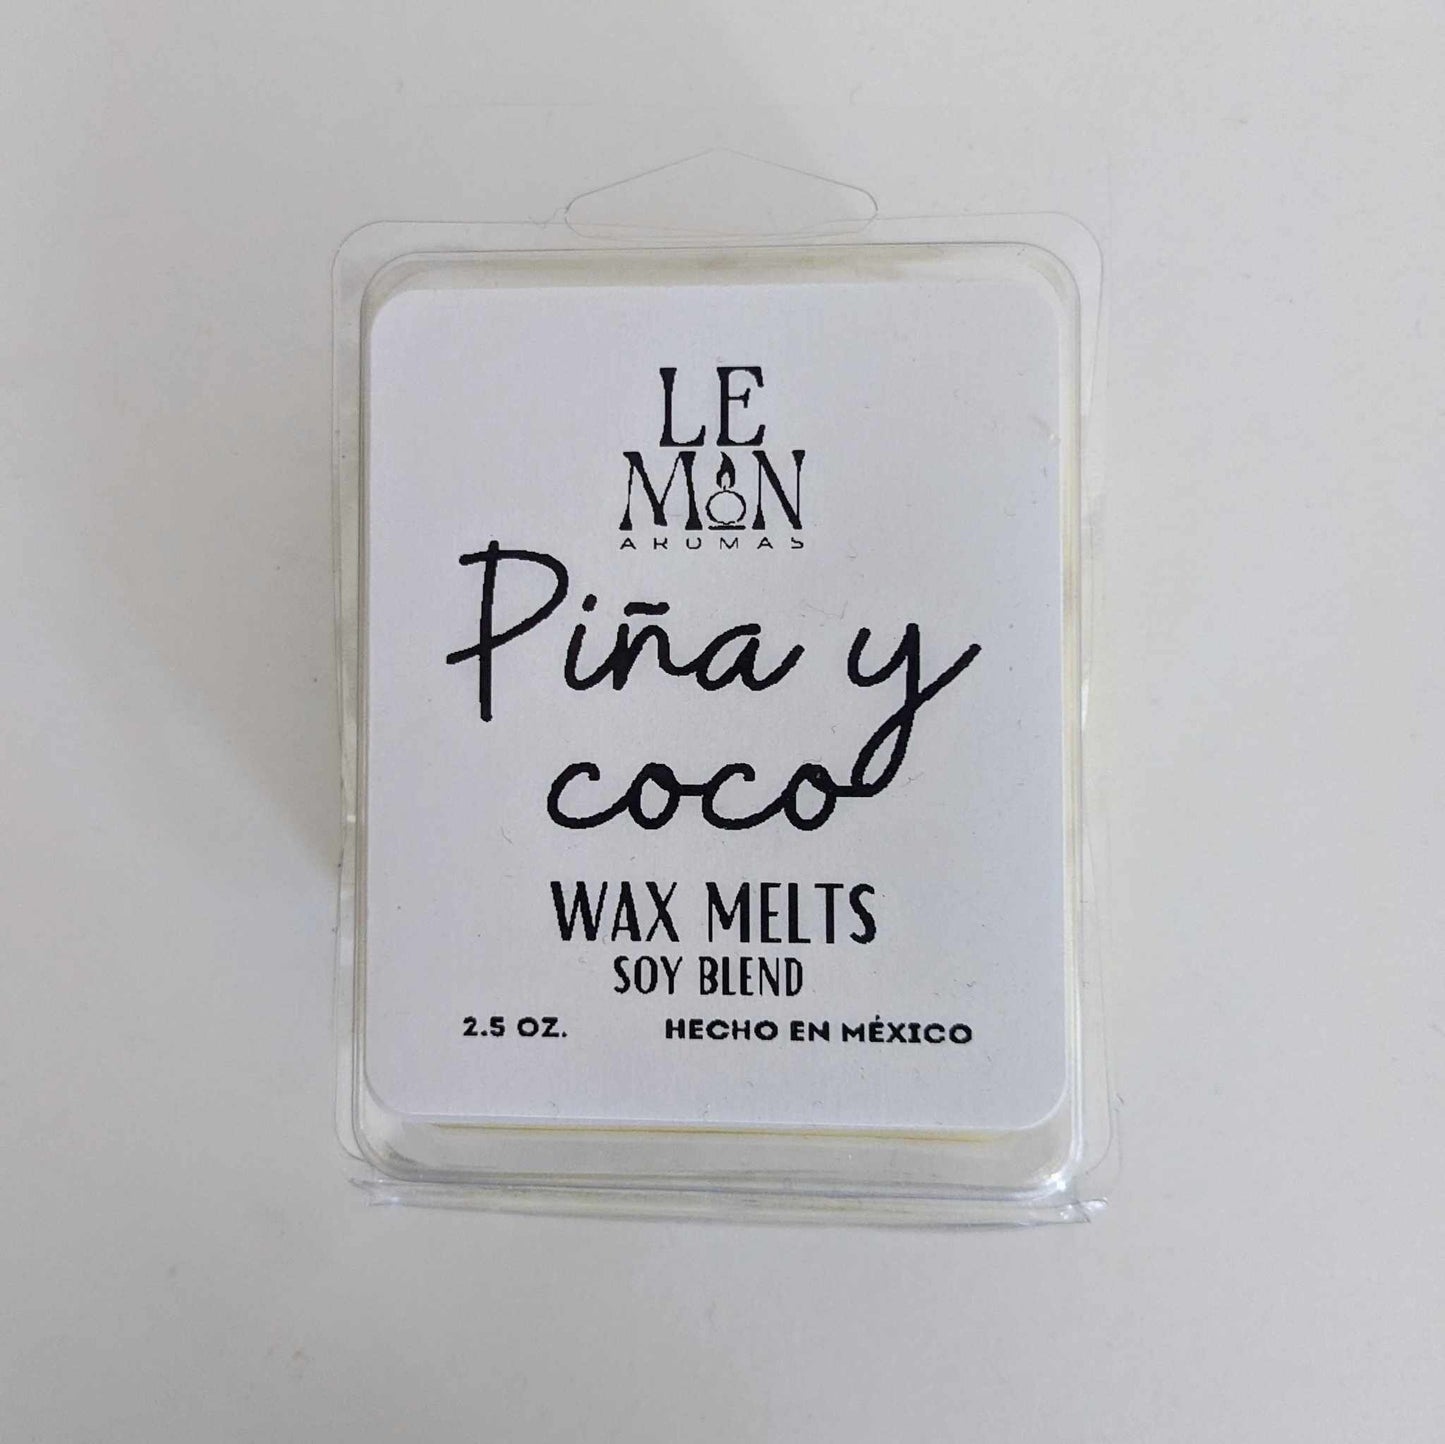 LE
MON
AROMAS
Piña y
coco
WAX MELTS
SOY BLEND
2.5 OZ. HECHO EN MÉXICO